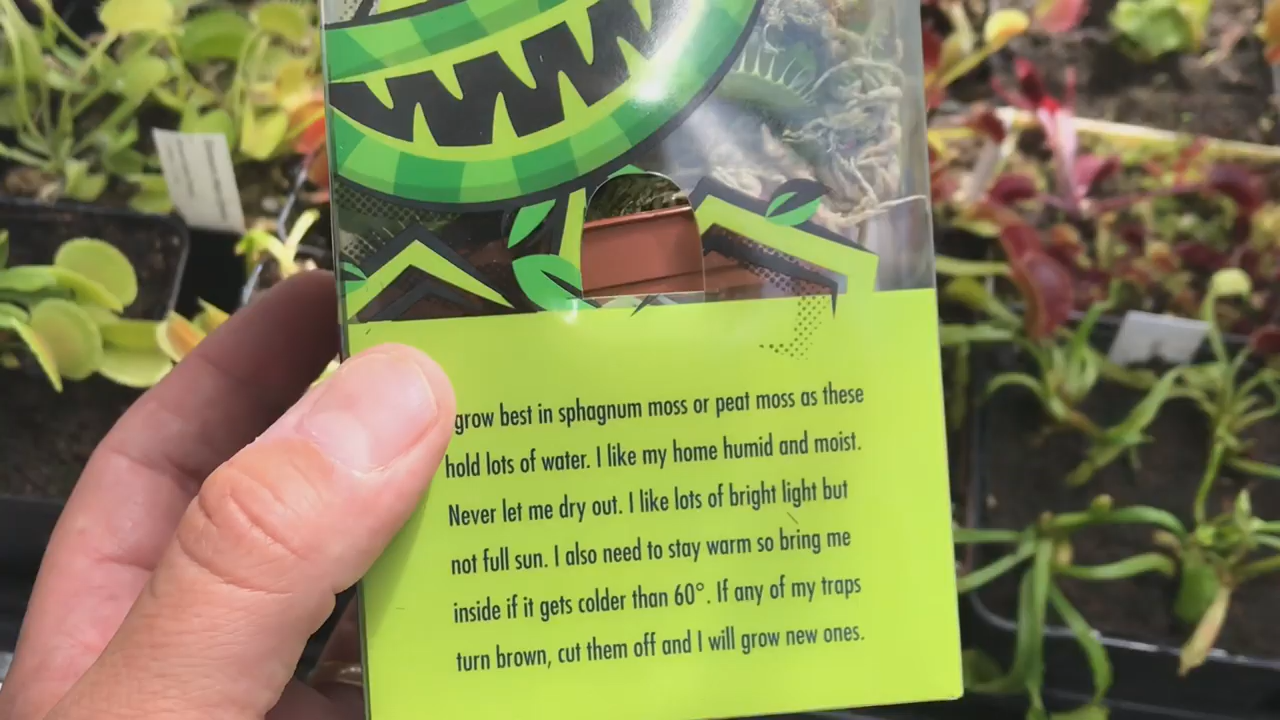 grow best in sphagnum moss or peat moss as these
hold lots of water. I like my home humid and moist.
Never let me dry out. I like lots of bright light but
not full sun. I also need to stay warm so bring me
inside if it gets colder than 60°. If any of my traps
turn brown, cut them off and I will grow new ones.